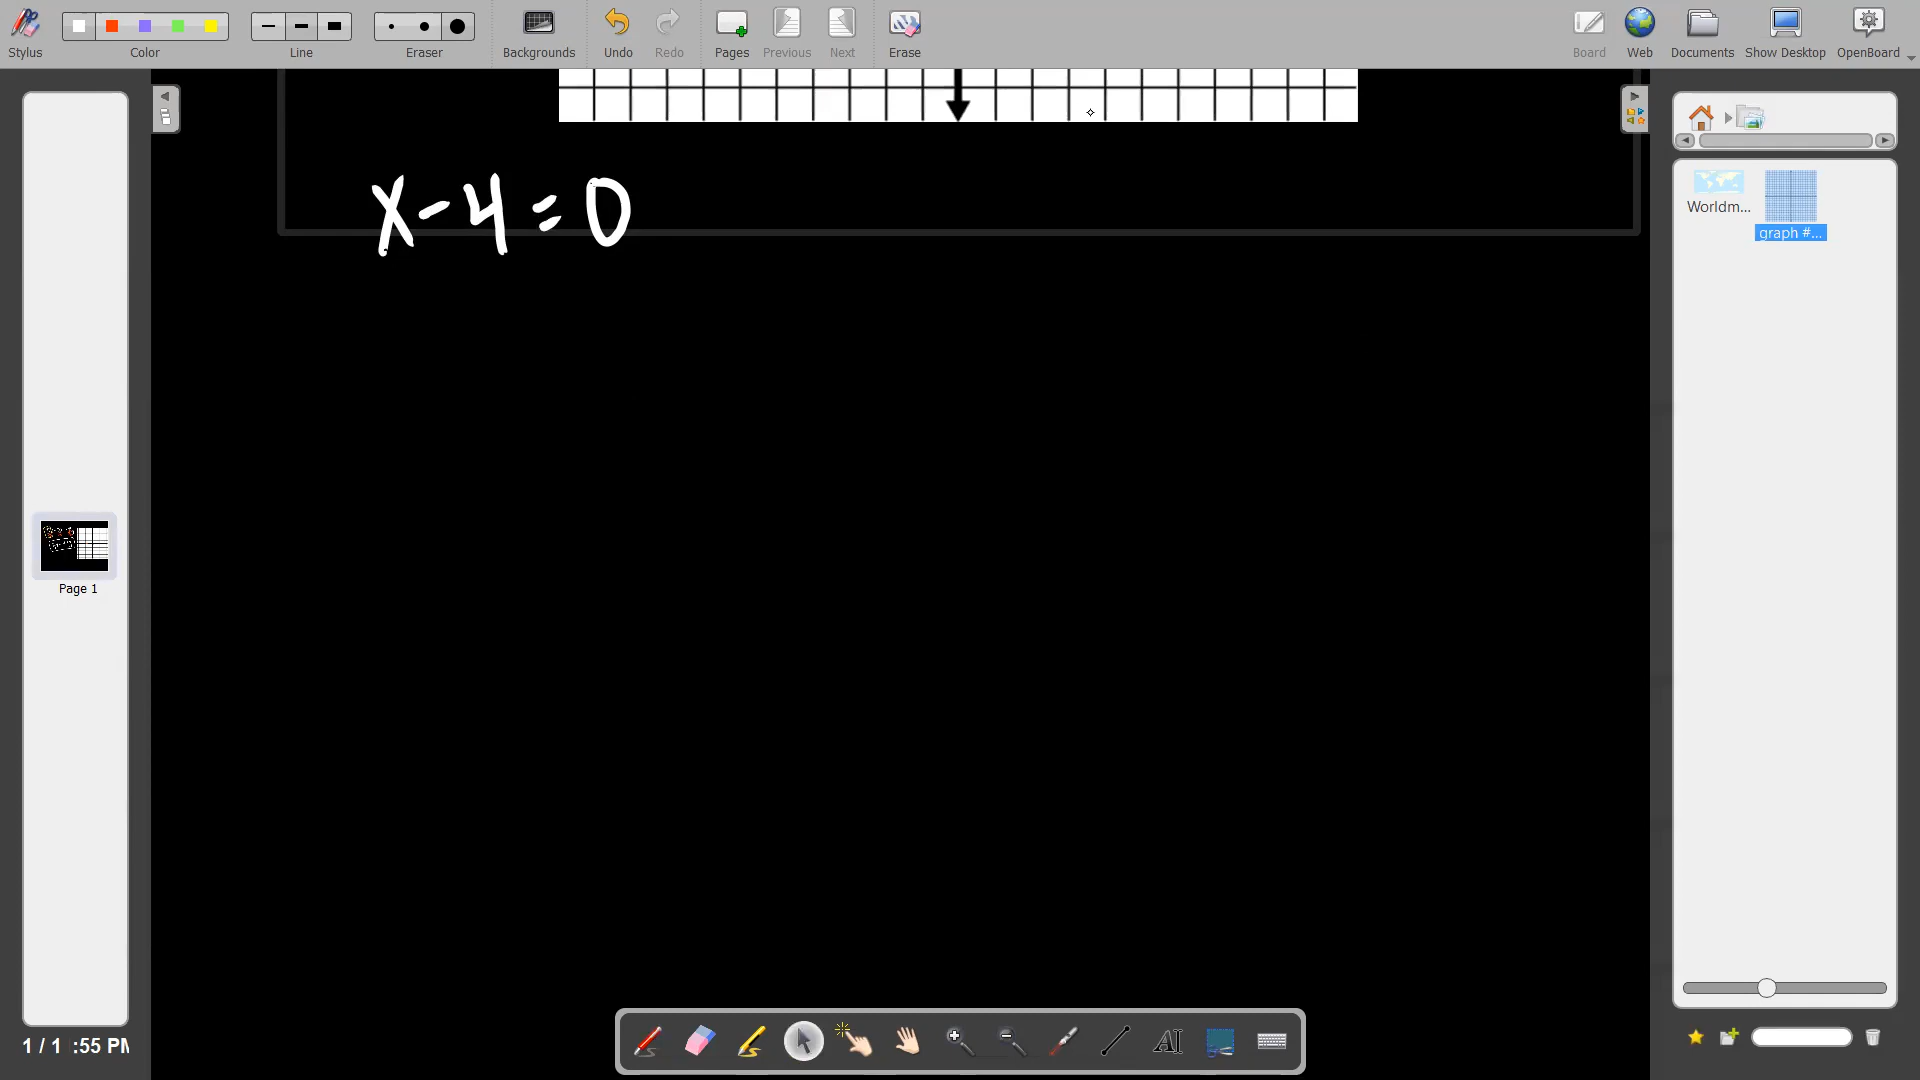 Stylus Color Line Eraser Backgrounds Undo Redo Pages Previous Next Erase Board Web Documents Show Desktop OpenBoard
x-4=0
Worldm...
graph #...
Page 1
1 / 1 :55 PM